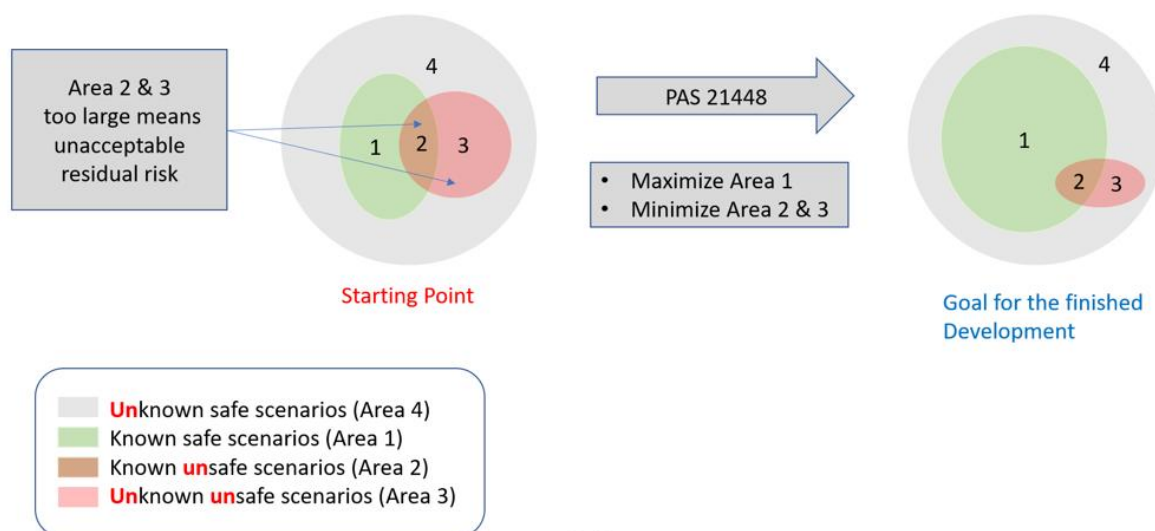 Area 2 & 3
too large means
unacceptable
residual risk
4
1
2
3
Starting Point
PAS 21448
• Maximize Area 1
• Minimize Area 2 & 3
4
1
2
3
Goal for the finished
Development
Unknown safe scenarios (Area 4)
Known safe scenarios (Area 1)
Known unsafe scenarios (Area 2)
Unknown unsafe scenarios (Area 3)